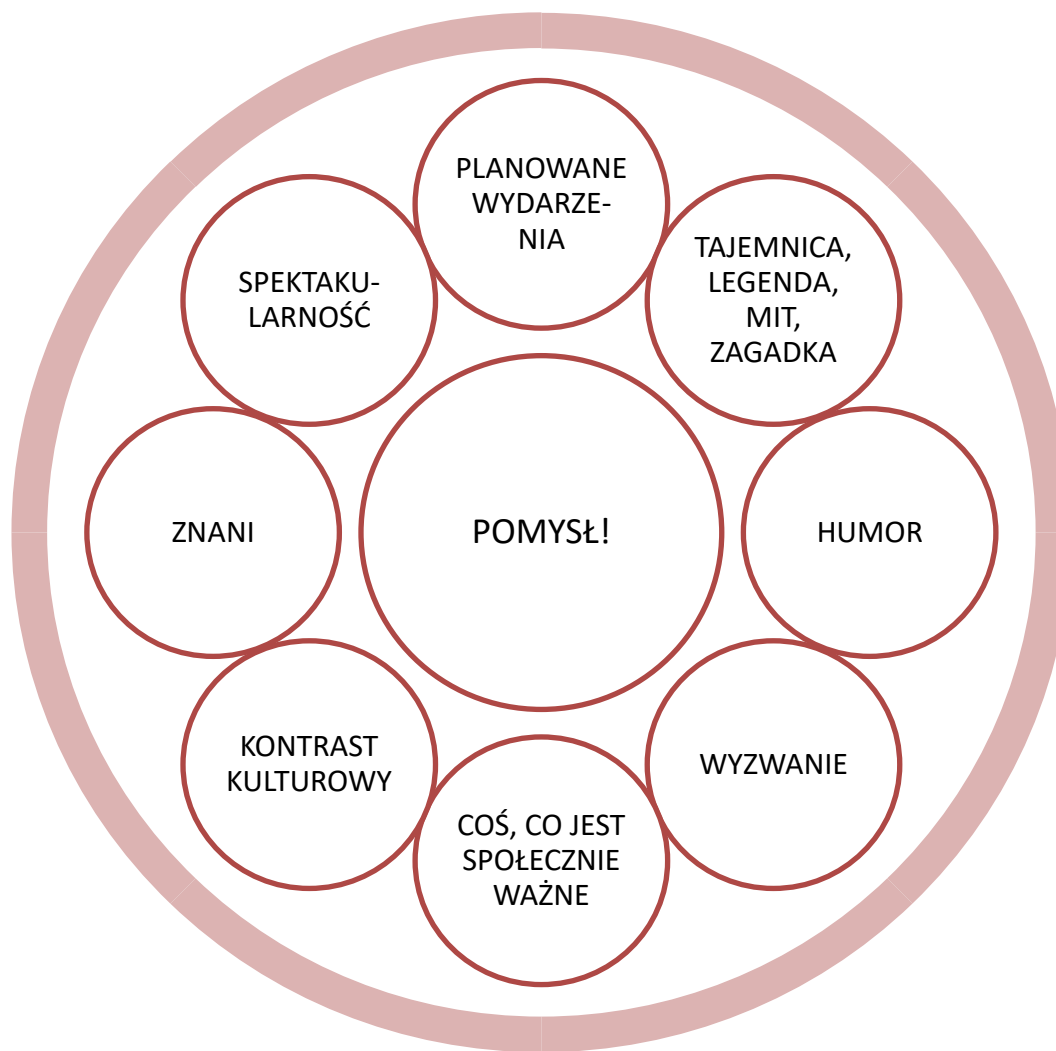 PLANOWANE
WYDARZE-
NIA
TAJEMNICA,
LEGENDA,
MIT,
ZAGADKA
SPEKTAKU-
LARNOŚĆ
ZNANI
POMYSŁ!
HUMOR
KONTRAST
KULTUROWY
WYZWANIE
COŚ, CO JEST
SPOŁECZNIE
WAŻNE